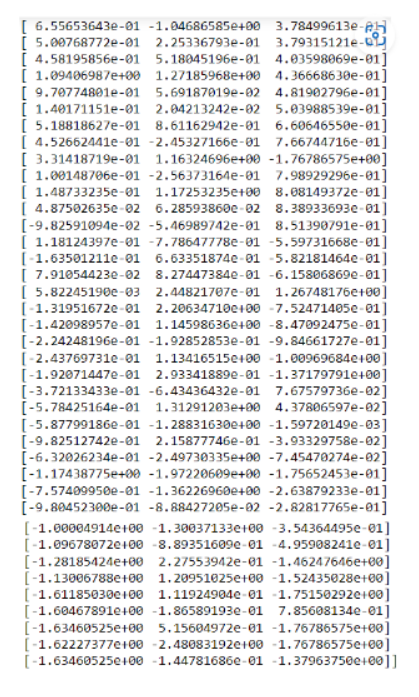 [ 6.55653643e-01 -1.04686585e+00 3.78499613e-01]
[ 5.00768772e-01 2.25336793e-01 3.79315121e-01]
[ 4.58195856e-01 5.18045196e-01 4.03598069e-01]
[ 1.09406987e+00 1.27185968e+00 4.36668630e-01]
[ 9.70774801e-01 5.69187019e-02 4.81902796e-01]
[ 1.40171151e+00 2.04213242e-02 5.03988539e-01]
[ 5.18818627e-01 8.61162942e-01 6.60646550e-01]
[ 4.52662441e-01 -2.45327166e-01 7.66744716e-01]
[ 3.31418719e-01 1.16324696e+00 -1.76786575e+00]
[ 1.00148706e-01 -2.56373164e-01 7.98929296e-01]
[ 1.48733235e-01 1.17253235e+00 8.08149372e-01]
[ 4.87502635e-02 6.28593860e-02 8.38933693e-01]
[-9.82591094e-02 -5.46989742e-01 8.51390791e-01]
[ 1.18124397e-01 -7.78647778e-01 -5.59731668e-01]
[-1.63501211e-01 6.63351874e-01 -5.82181464e-01]
[ 7.91054423e-02 8.27447384e-01 -6.15806869e-01]
[ 5.82245190e-03 2.44821707e-01 1.26748176e+00]
[-1.31951672e-01 2.20634710e+00 -7.52471405e-01]
[-1.42098957e-01 1.14598636e+00 -8.47092475e-01]
[-2.24248196e-01 -1.92852853e-01 -9.84661727e-01]
[-2.43769731e-01 1.13416515e+00 -1.00969684e+00]
[-1.92071447e-01 2.93341889e-01 -1.37179791e+00]
[-3.72133433e-01 -6.43436432e-01 7.67579736e-02]
[-5.78425164e-01 1.31291203e+00 4.37806597e-02]
[-5.87799186e-01 -1.28831630e+00 -1.59720149e-03]
[-9.82512742e-01 2.15877746e-01 -3.93329758e-02]
[-6.32026234e-01 -2.49730335e+00 -7.45470274e-02]
[-1.17438775e+00 -1.97220609e+00 -1.75652453e-01]
[-7.57409950e-01 -1.36226960e+00 -2.63879233e-01]
[-9.80452300e-01 -8.88427205e-02 -2.82817765e-01]
[-1.00004914e+00 -1.30037133e+00 -3.54364495e-01]
[-1.09678072e+00 -8.89351609e-01 -4.95908241e-01]
[-1.28185424e+00 2.27553942e-01 -1.46247646e+00]
[-1.13006788e+00 1.20951025e+00 -1.52435028e+00]
[-1.61185030e+00 1.11924904e-01 -1.75150292e+00]
[-1.60467891e+00 -1.86589193e+00 7.85608134e-01]
[-1.63460525e+00 5.15604972e-01 -1.76786575e+00]
[-1.62227377e+00 -2.48083192e+00 -1.76786575e+00]
[-1.63460525e+00 -1.44781686e-01 -1.37963750e+00]]